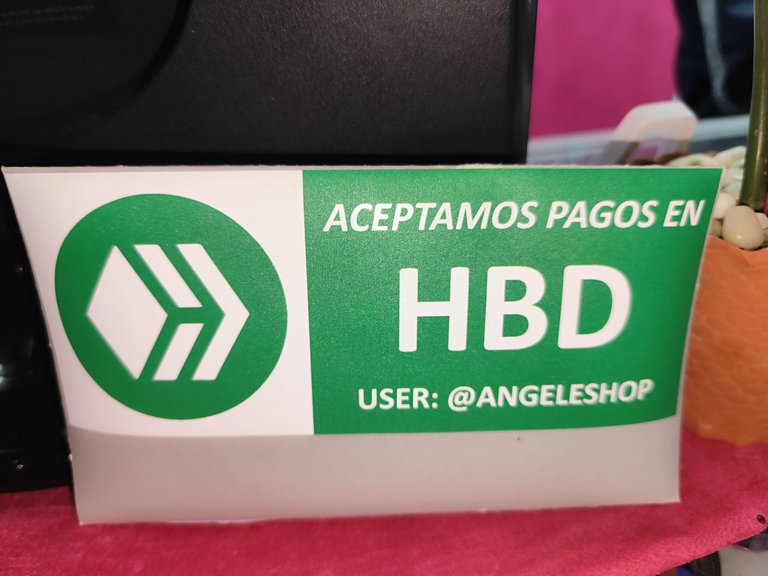 ACEPTAMOS PAGOS EN
HBD
USER: @ANGELESHOP